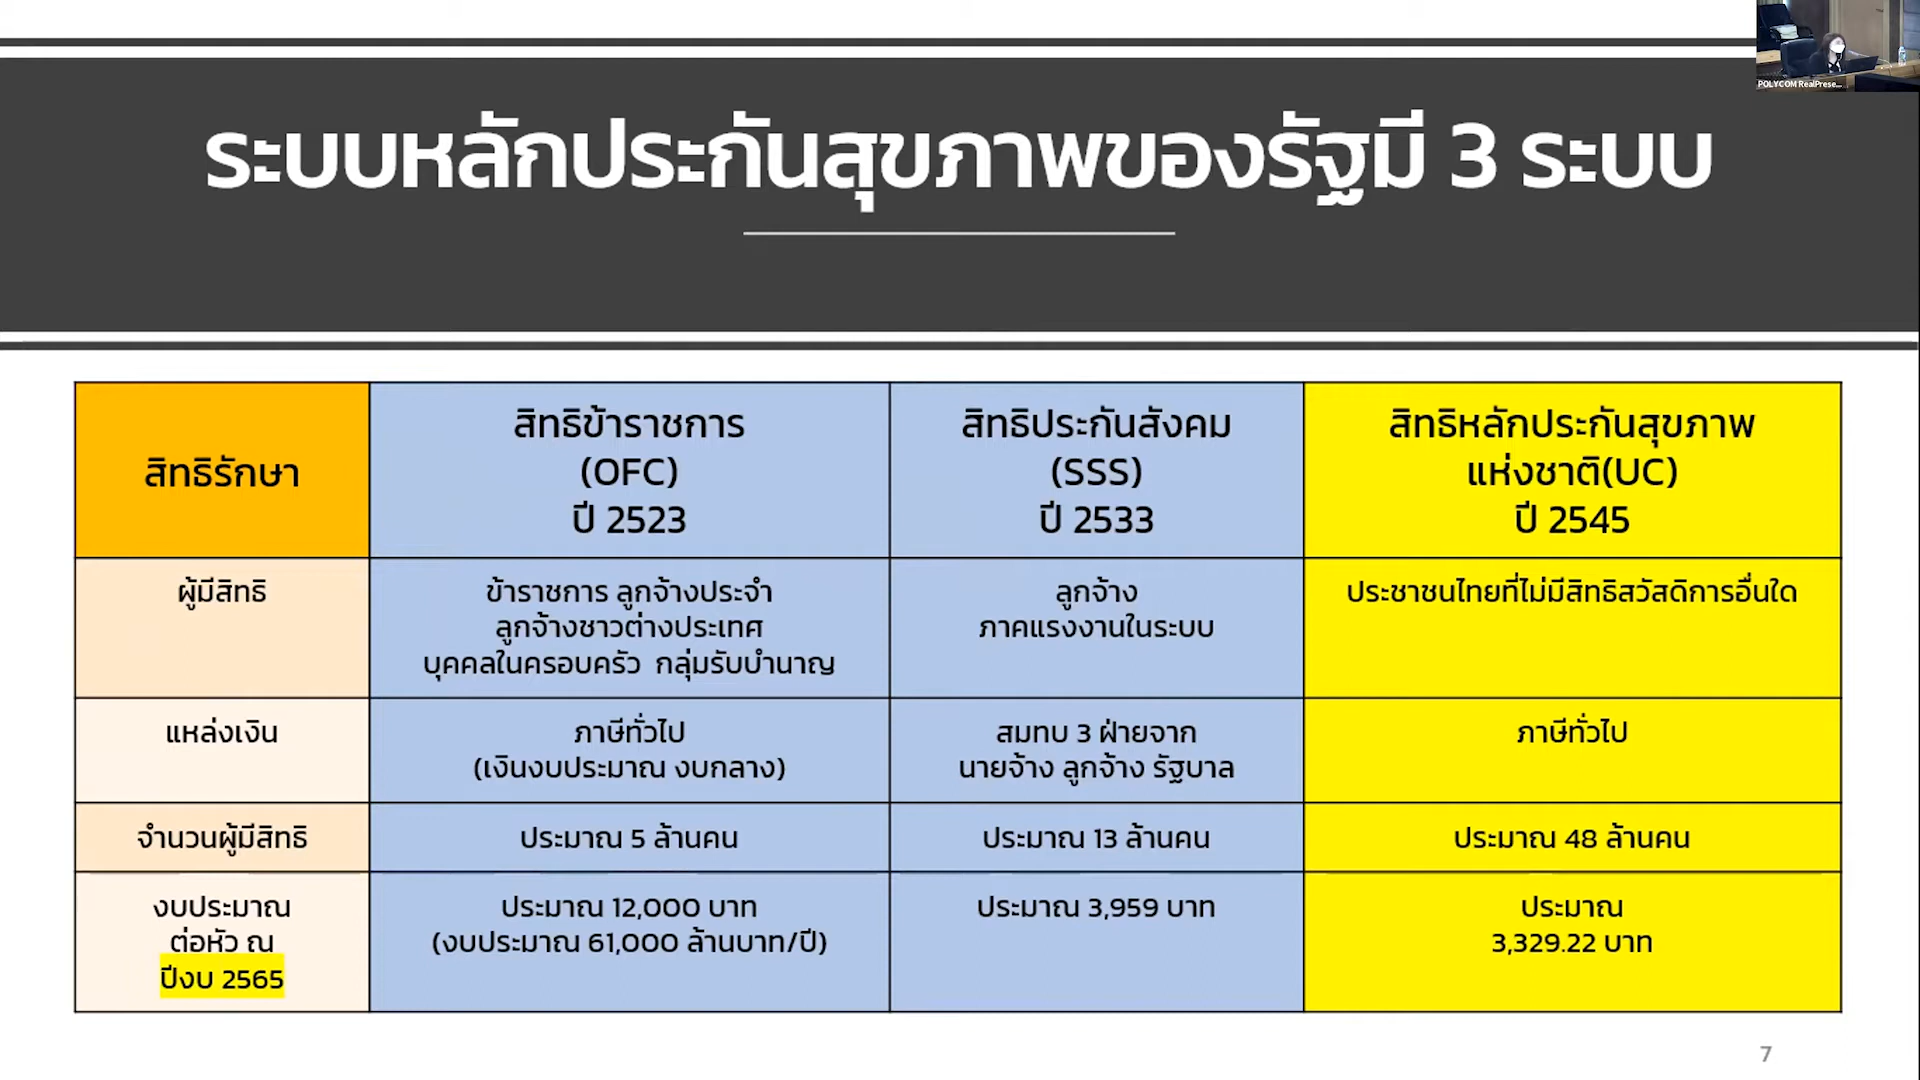 POLYCOM RealPrese...
ระบบหลักประกันสุขภาพของรัฐมี 3 ระบบ
สิทธิรักษา
สิทธิข้าราชการ
(OFC)
ปี 2523
สิทธิประกันสังคม
(SSS)
ปี 2533
สิทธิหลักประกันสุขภาพ
แห่งชาติ(UC)
ปี 2545
ผู้มีสิทธิ
ข้าราชการ ลูกจ้างประจำ
ลูกจ้างชาวต่างประเทศ
บุคคลในครอบครัว กลุ่มรับบำนาญ
ลูกจ้าง
ภาคแรงงานในระบบ
ประชาชนไทยที่ไม่มีสิทธิสวัสดิการอื่นใด
แหล่งเงิน
ภาษีทั่วไป
(เงินงบประมาณ งบกลาง)
สมทบ 3 ฝ่ายจาก
นายจ้าง ลูกจ้าง รัฐบาล
ภาษีทั่วไป
จำนวนผู้มีสิทธิ
ประมาณ 5 ล้านคน
ประมาณ 13 ล้านคน
ประมาณ 48 ล้านคน
งบประมาณ
ต่อหัว ณ
ปีงบ 2565
ประมาณ 12,000 บาท
(งบประมาณ 61,000 ล้านบาท/ปี)
ประมาณ 3,959 บาท
ประมาณ
3,329.22 บาท
7